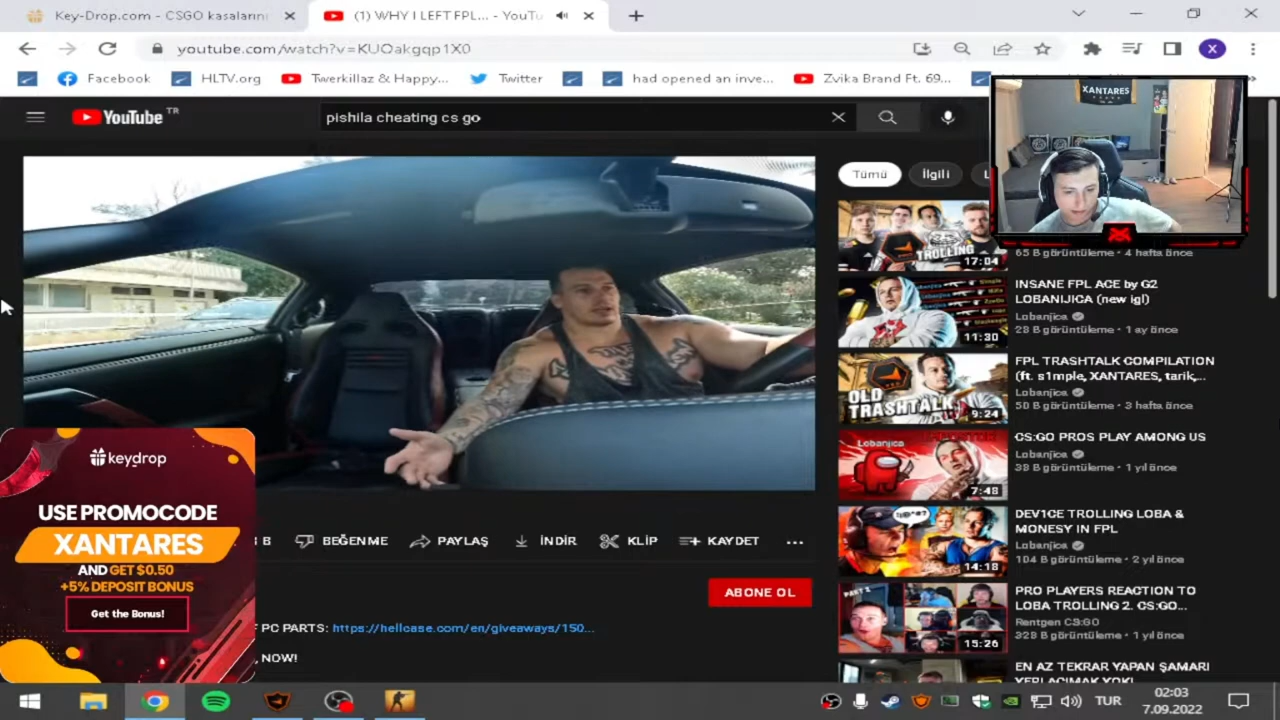 Key-Drop.com - CSGO kasalarını
(1) WHY I LEFT FPL... - YouTu
youtube.com/watch?v=KUOakgqp1X0
X
Facebook
HLTV.org
Twerkillaz & Happy...
Twitter
had opened an inve...
Zvika Brand Ft. 69...
YouTube TR
pishila cheating cs go
XANTARES
Tümü
İlgili
TROLLING
17:04
65 B görüntüleme • 4 hafta önce
11:30
INSANE FPL ACE by G2
LOBANJICA (new igl)
Lobanjica
28 B görüntüleme • 1 ay önce
OLD
TRASHTALK
9:24
FPL TRASHTALK COMPILATION
(ft. s1mple, XANTARES, tarik,...
Lobanjica
50 B görüntüleme • 3 hafta önce
Lobanjica
7:48
CS:GO PROS PLAY AMONG US
Lobanjica
38 B görüntüleme • 1 yıl önce
14:18
DEV1CE TROLLING LOBA &
MONESY IN FPL
Lobanjica
104 B görüntüleme • 2 yıl önce
15:26
PRO PLAYERS REACTION TO
LOBA TROLLING 2. CS:GO...
Rentgen CS:GO
328 B görüntüleme • 1 yıl önce
EN AZ TEKRAR YAPAN ŞAMARI
keydrop
USE PROMOCODE
XANTARES
AND GET $0.50
+5% DEPOSIT BONUS
Get the Bonus!
B
BEĞENME
PAYLAŞ
İNDİR
KLİP
KAYDET
ABONE OL
PC PARTS: https://hellcase.com/en/giveaways/150...
, NOW!
TUR
02:03
7.09.2022